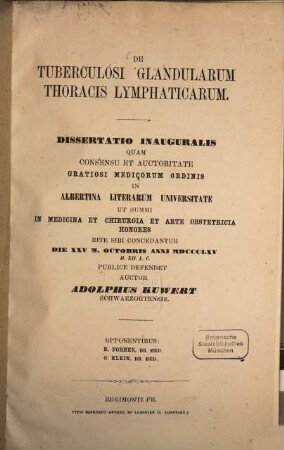 DE
TUBERCULOSI GLANDULARUM
THORACIS LYMPHATICARUM.
DISSERTATIO INAUGURALIS
QUAM
CONSENSU ET AUCTORITATE
GRATIOSI MEDICORUM ORDINIS
IN
ALBERTINA LITERARUM UNIVERSITATE
UT SUMMI
IN MEDICINA ET CHIRURGIA ET ARTE OBSTETRICIA
HONORES
RITE SIBI CONCEDANTUR
DIE XXV M. OCTOBRIS ANNI MDCCCLXV
H. XII A. C.
PUBLICE DEFENDET
AUCTOR
ADOLPHUS KUWERT
SCHWARZORTENSIS.
OPPONENTIBUS:
R. FORNER, DD. MED.
O. KLEIN, DD. MED.
Bayerische
Staatsbibliothek
München
REGIMONTI PR.